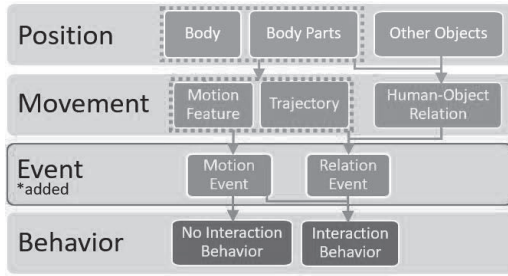 Position
Body
Body Parts
Other Objects
Movement
Motion
Feature
Trajectory
Human-Object
Relation
Event
*added
Motion
Event
Relation
Event
Behavior
No Interaction
Behavior
Interaction
Behavior